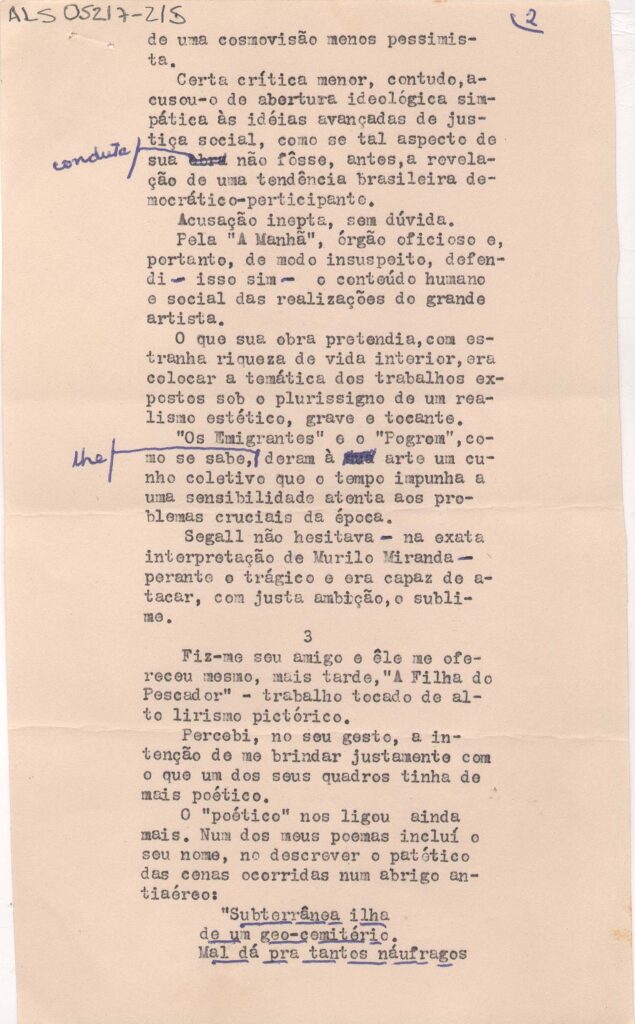 ALS 05217-2/5
2
de uma cosmovisão menos pessimis-
ta.
Certa crítica menor, contudo,a-
cusou-o de abertura ideológica sim-
pática às idéias avançadas de jus-
tiça social, como se tal aspecto de
conduta
sua obra não fôsse, antes,a revela-
ção de uma tendência brasileira de-
mocrático-participante.
Acusação inepta, sem dúvida.
Pela "A Manhã", órgão oficioso e,
portanto, de modo insuspeito, defen-
di — isso sim — o conteúdo humano
e social das realizações do grande
artista.
O que sua obra pretendia,com es-
tranha riqueza de vida interior,era
colocar a temática dos trabalhos ex-
postos sob o plurissigno de um rea-
lismo estético, grave e tocante.
"Os Emigrantes" e o "Pogrom",co-
lhe
mo se sabe, deram à arte um cu-
nho coletivo que o tempo impunha a
uma sensibilidade atenta aos pro-
blemas cruciais da época.
Segall não hesitava — na exata
interpretação de Murilo Miranda —
perante o trágico e era capaz de a-
tacar, com justa ambição,o subli-
me.
3
Fiz-me seu amigo e êle me ofe-
receu mesmo, mais tarde,"A Filha do
Pescador" - trabalho tocado de al-
to lirismo pictórico.
Percebi, no seu gesto, a in-
tenção de me brindar justamente com
o que um dos seus quadros tinha de
mais poético.
O "poético" nos ligou ainda
mais. Num dos meus poemas incluí o
seu nome, no descrever o patético
das cenas ocorridas num abrigo an-
tiaéreo:
"Subterrânea ilha
de um geo-cemitério.
Mal dá pra tantos náufragos